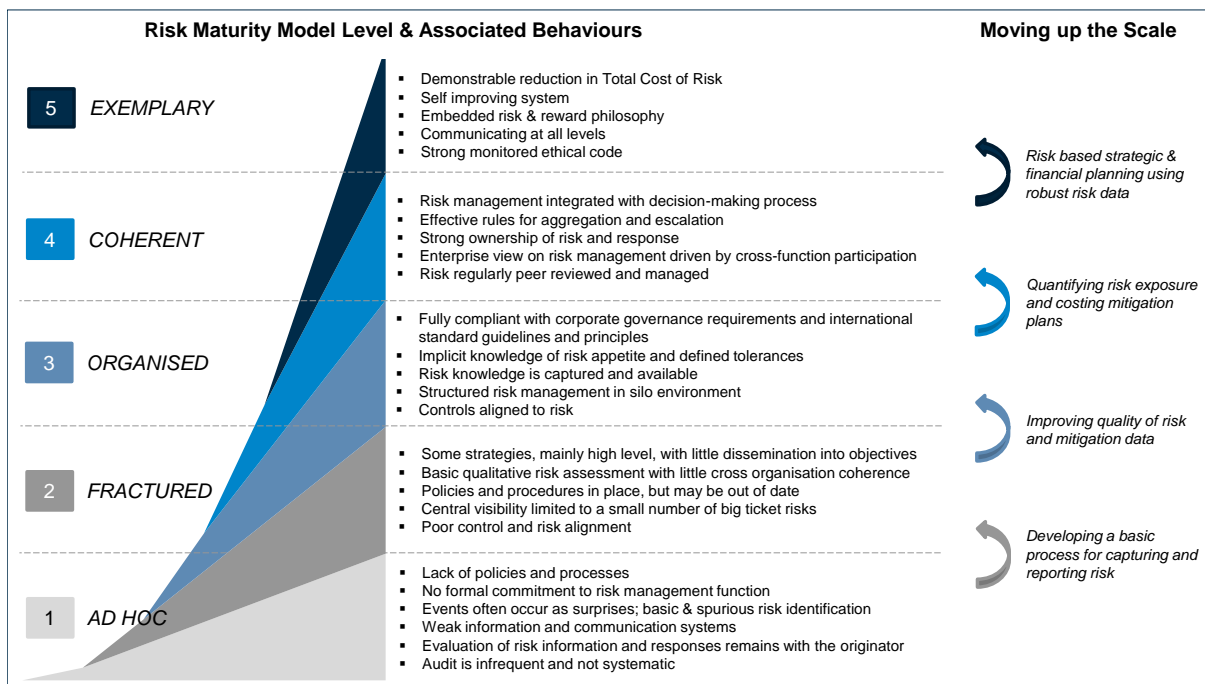 Risk Maturity Model Level & Associated Behaviours
Moving up the Scale
5
EXEMPLARY
▪ Demonstrable reduction in Total Cost of Risk
▪ Self improving system
▪ Embedded risk & reward philosophy
▪ Communicating at all levels
▪ Strong monitored ethical code
Risk based strategic &
financial planning using
robust risk data
4
COHERENT
▪ Risk management integrated with decision-making process
▪ Effective rules for aggregation and escalation
▪ Strong ownership of risk and response
▪ Enterprise view on risk management driven by cross-function participation
▪ Risk regularly peer reviewed and managed
Quantifying risk exposure
and costing mitigation
plans
3
ORGANISED
▪ Fully compliant with corporate governance requirements and international
standard guidelines and principles
▪ Implicit knowledge of risk appetite and defined tolerances
▪ Risk knowledge is captured and available
▪ Structured risk management in silo environment
▪ Controls aligned to risk
Improving quality of risk
and mitigation data
2
FRACTURED
▪ Some strategies, mainly high level, with little dissemination into objectives
▪ Basic qualitative risk assessment with little cross organisation coherence
▪ Policies and procedures in place, but may be out of date
▪ Central visibility limited to a small number of big ticket risks
▪ Poor control and risk alignment
Developing a basic
process for capturing and
reporting risk
1
AD HOC
▪ Lack of policies and processes
▪ No formal commitment to risk management function
▪ Events often occur as surprises; basic & spurious risk identification
▪ Weak information and communication systems
▪ Evaluation of risk information and responses remains with the originator
▪ Audit is infrequent and not systematic